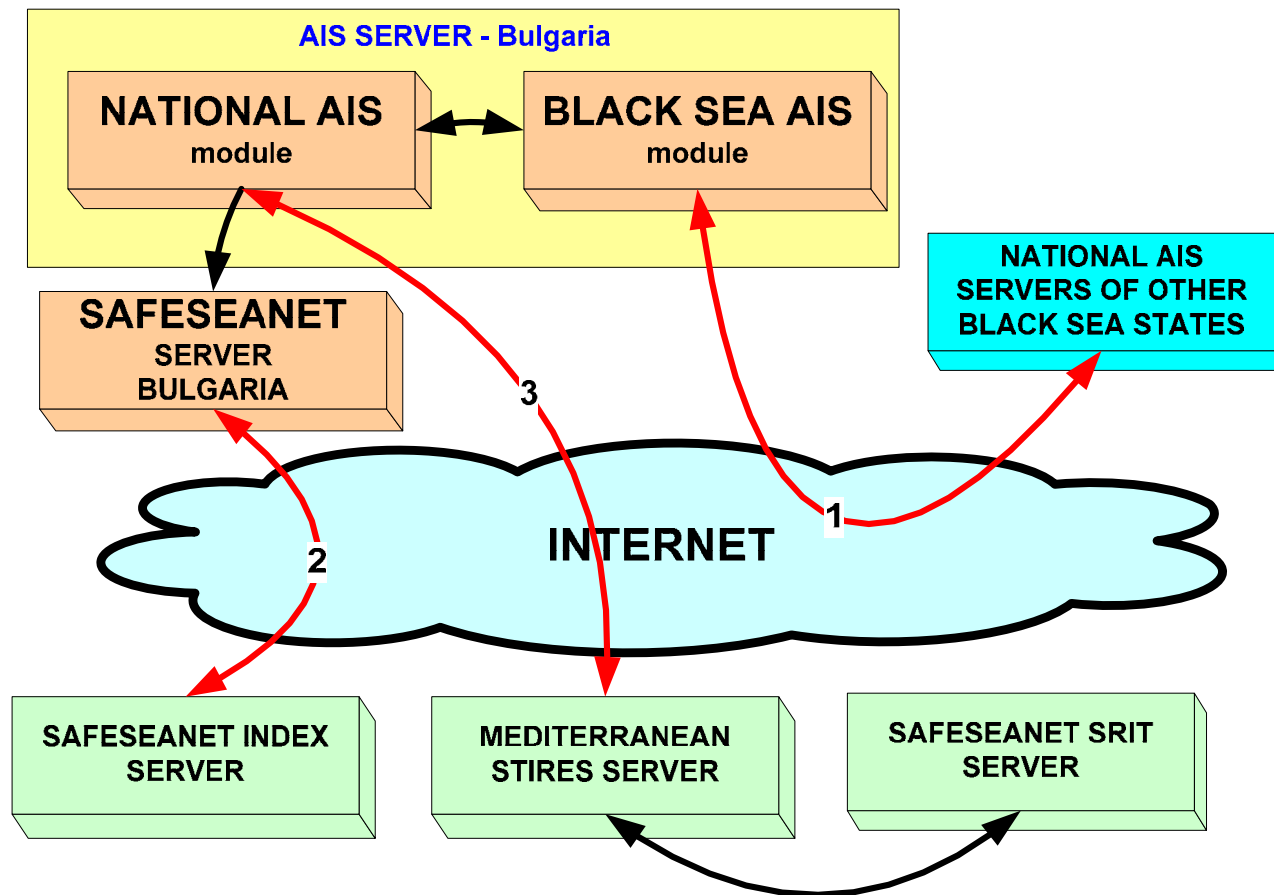 AIS SERVER - Bulgaria
NATIONAL AIS
module
BLACK SEA AIS
module
NATIONAL AIS
SERVERS OF OTHER
BLACK SEA STATES
SAFESEANET
SERVER
BULGARIA
3
1
INTERNET
2
SAFESEANET INDEX
SERVER
MEDITERRANEAN
STIRES SERVER
SAFESEANET SRIT
SERVER